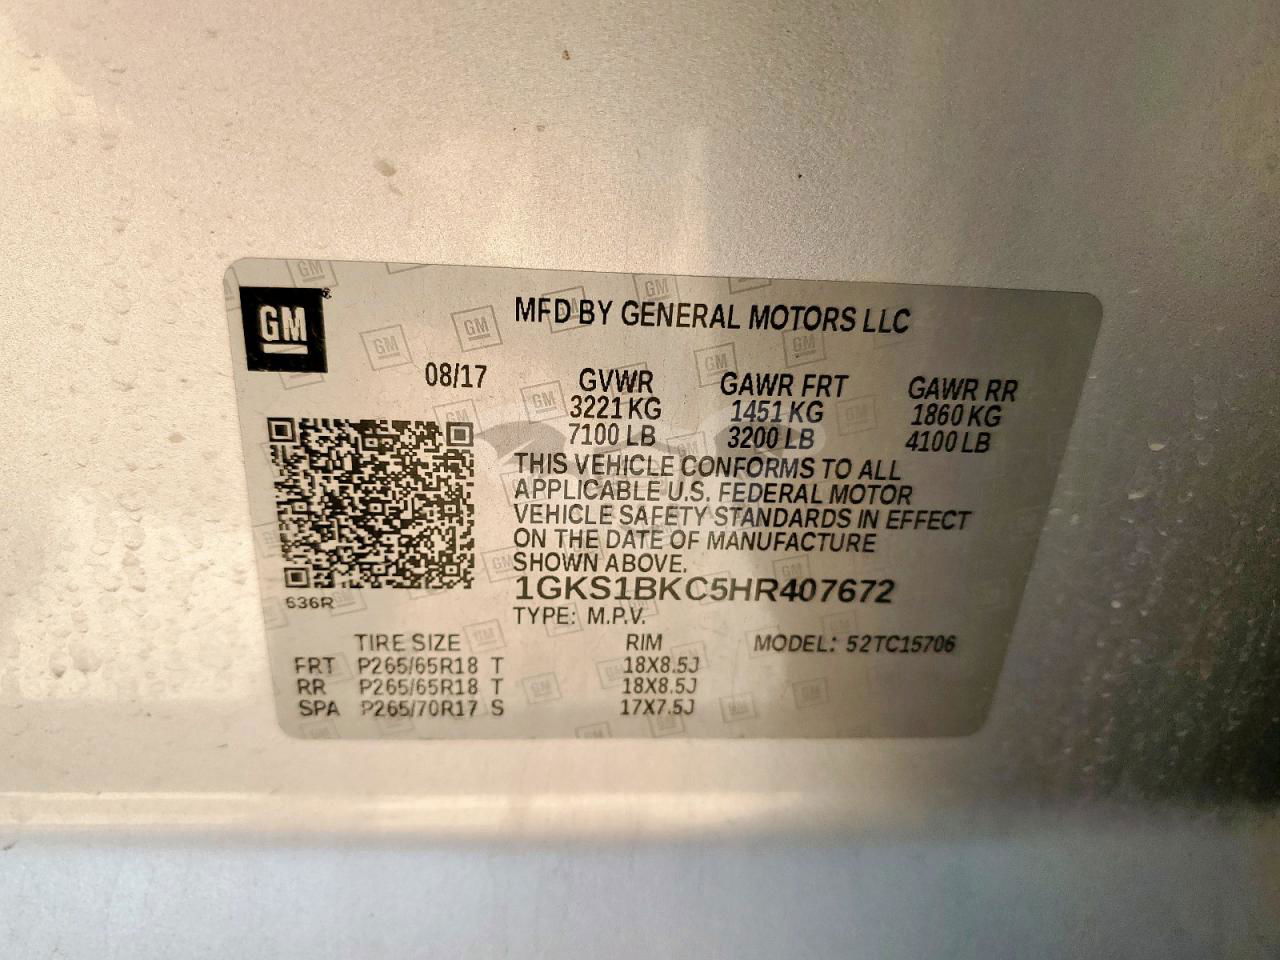 GM
MFD BY GENERAL MOTORS LLC
08/17
GVWR GAWR FRT GAWR RR
3221 KG 1451 KG 1860 KG
7100 LB 3200 LB 4100 LB
THIS VEHICLE CONFORMS TO ALL
APPLICABLE U.S. FEDERAL MOTOR
VEHICLE SAFETY STANDARDS IN EFFECT
ON THE DATE OF MANUFACTURE
SHOWN ABOVE.
1GKS1BKC5HR407672
636R
TYPE: M.P.V.
TIRE SIZE RIM MODEL: 52TC15706
FRT P265/65R18 T 18X8.5J
RR P265/65R18 T 18X8.5J
SPA P265/70R17 S 17X7.5J